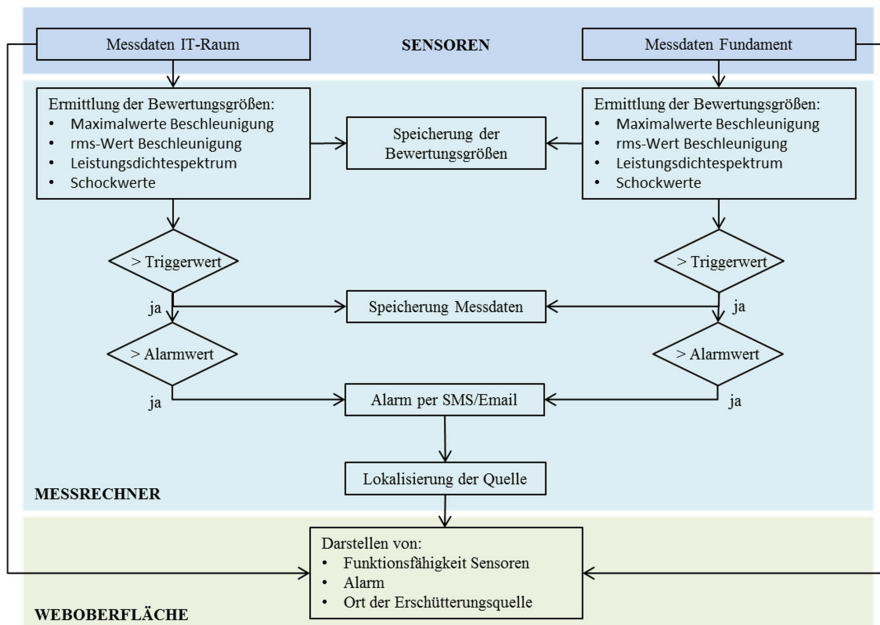 Messdaten IT-Raum
SENSOREN
Messdaten Fundament
Ermittlung der Bewertungsgrößen:
• Maximalwerte Beschleunigung
• rms-Wert Beschleunigung
• Leistungsdichtespektrum
• Schockwerte
Speicherung der
Bewertungsgrößen
Ermittlung der Bewertungsgrößen:
• Maximalwerte Beschleunigung
• rms-Wert Beschleunigung
• Leistungsdichtespektrum
• Schockwerte
> Triggerwert
> Triggerwert
ja
Speicherung Messdaten
ja
> Alarmwert
> Alarmwert
ja
Alarm per SMS/Email
ja
Lokalisierung der Quelle
MESSRECHNER
Darstellen von:
• Funktionsfähigkeit Sensoren
• Alarm
• Ort der Erschütterungsquelle
WEBOBERFLÄCHE